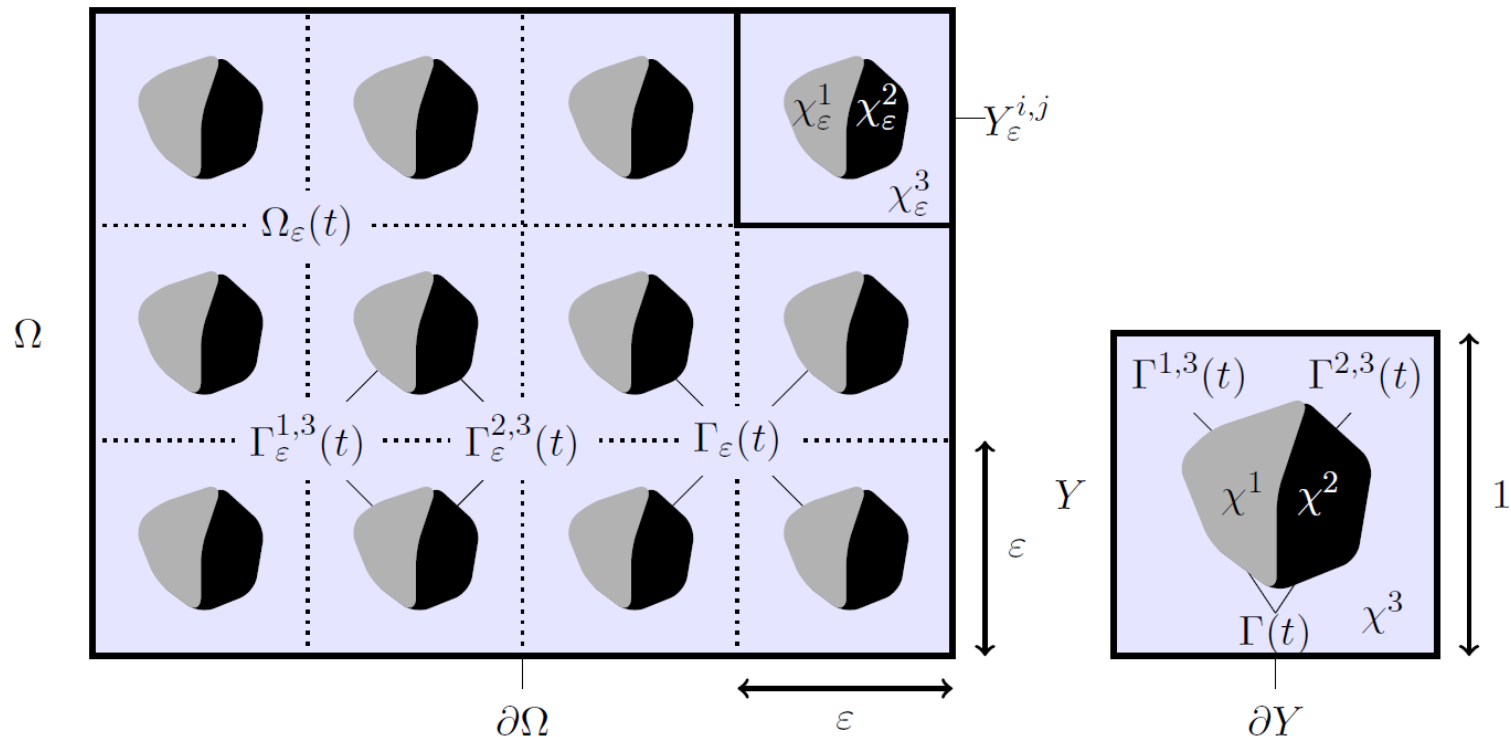 χ¹_ε χ²_ε
Y^{i,j}_ε
χ³_ε
Ω_ε(t)
Ω
Γ^{1,3}_ε(t) Γ^{2,3}_ε(t) Γ_ε(t)
ε
∂Ω
ε
Γ^{1,3}(t) Γ^{2,3}(t)
Y
χ¹ χ²
1
χ³
Γ(t)
∂Y